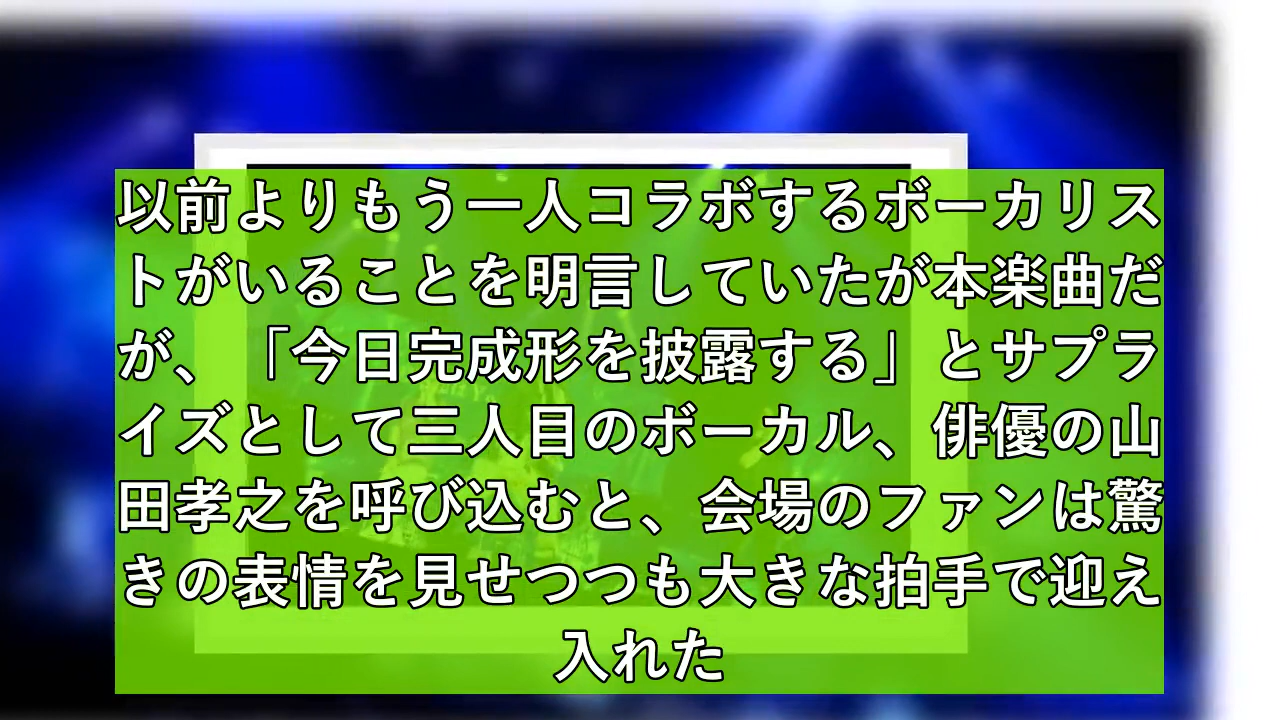 以前よりもう一人コラボするボーカリス
トがいることを明言していたが本楽曲だ
が、「今日完成形を披露する」とサプラ
イズとして三人目のボーカル、俳優の山
田孝之を呼び込むと、会場のファンは驚
きの表情を見せつつも大きな拍手で迎え
入れた